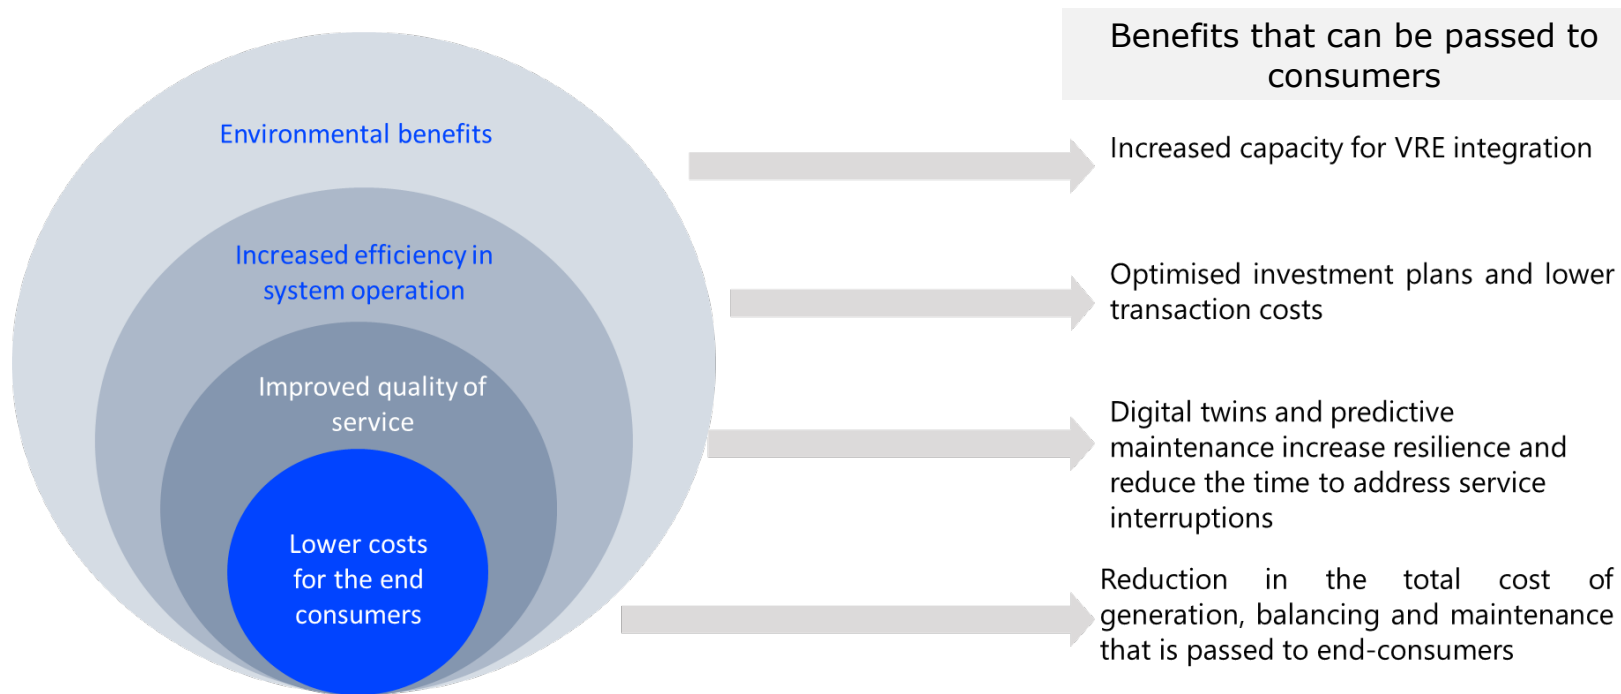 Benefits that can be passed to
consumers
Environmental benefits
Increased capacity for VRE integration
Increased efficiency in
system operation
Optimised investment plans and lower
transaction costs
Improved quality of
service
Digital twins and predictive
maintenance increase resilience and
reduce the time to address service
interruptions
Lower costs
for the end
consumers
Reduction in the total cost of
generation, balancing and maintenance
that is passed to end-consumers